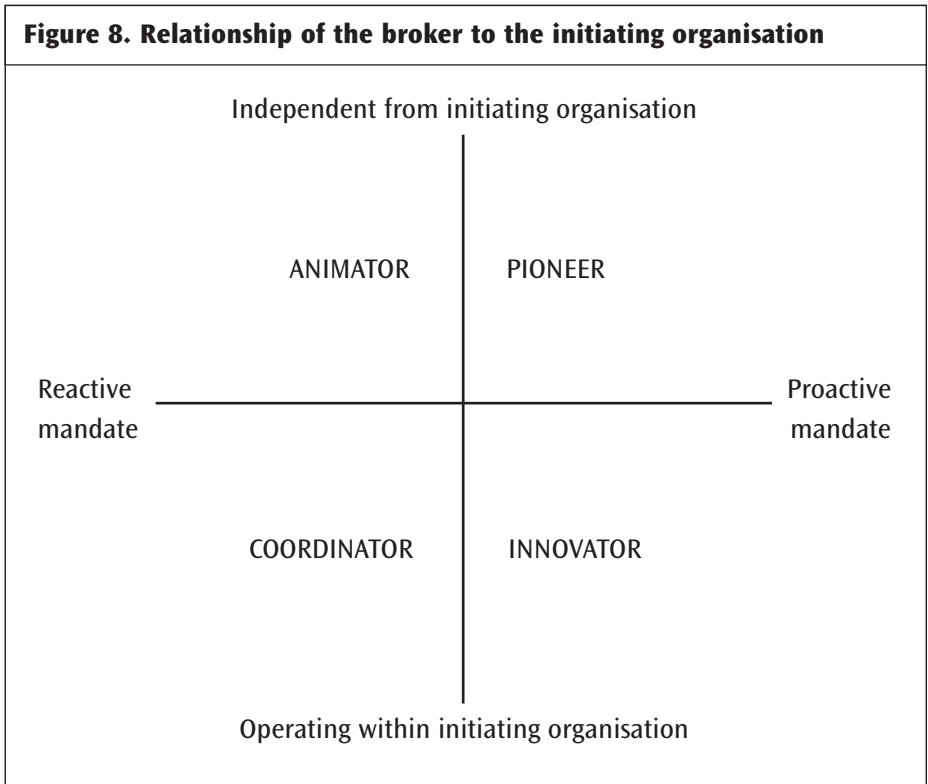 Figure 8. Relationship of the broker to the initiating organisation
Independent from initiating organisation
ANIMATOR
PIONEER
Reactive
mandate
Proactive
mandate
COORDINATOR
INNOVATOR
Operating within initiating organisation